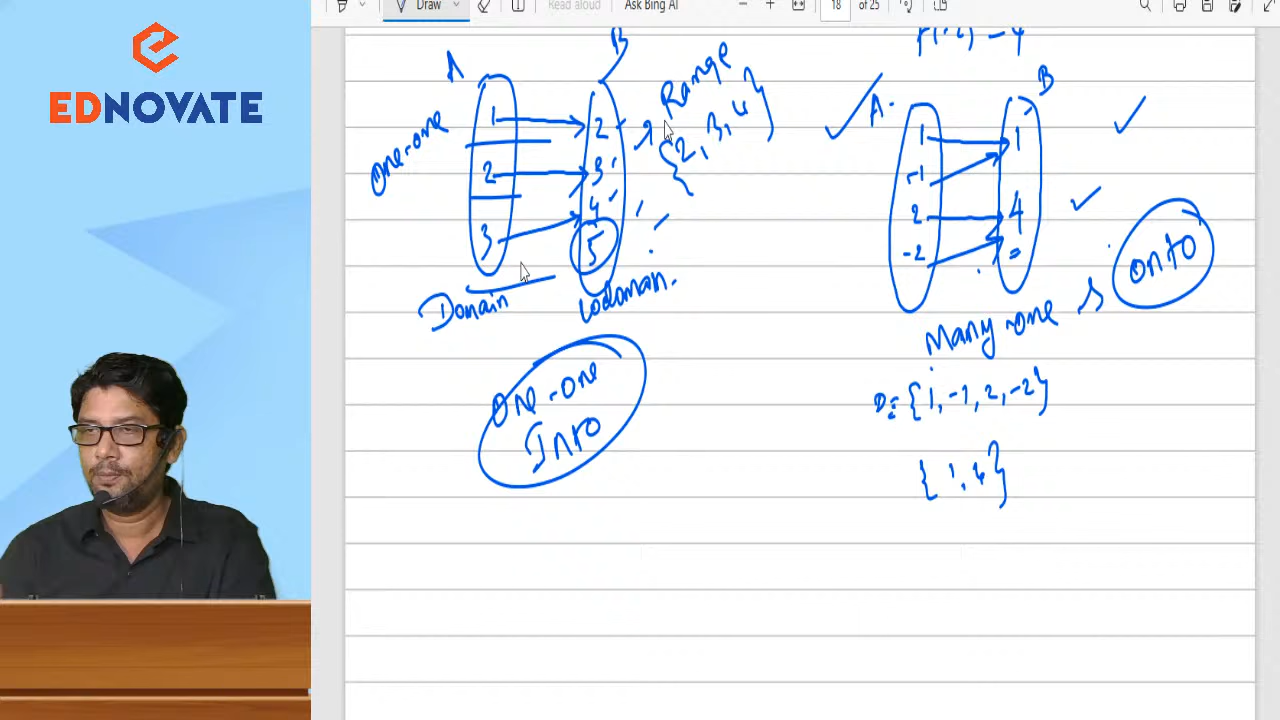 Draw
Read aloud
Ask Bing AI
18 of 25
EDNOVATE
A
B
One-one
1
2
3
2
3
4
5
Range
{2, 3, 4}
Domain
Codoman.
One-one
Into
A.
B
1
-1
2
-2
1
4
Many-one is onto
D = {1, -1, 2, -2}
{1, 4}